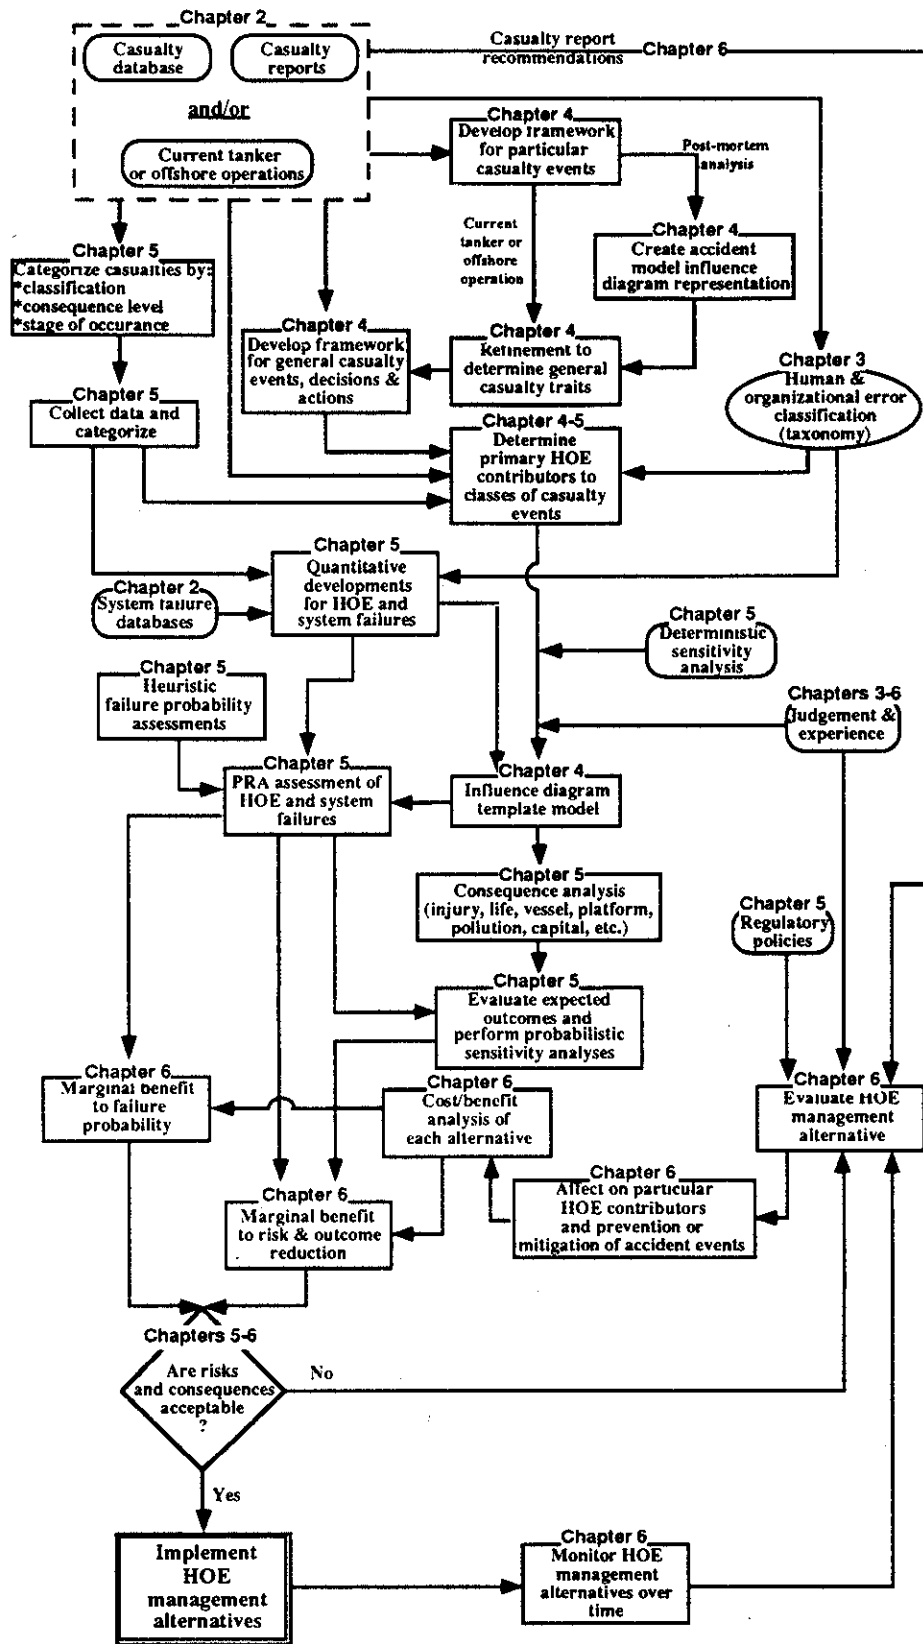 Chapter 2
Casualty
database
Casualty
reports
and/or
Current tanker
or offshore operations
Casualty report
recommendations
Chapter 6
Chapter 4
Develop framework
for particular
casualty events
Post-mortem
analysis
Current
tanker or
offshore
operation
Chapter 4
Create accident
model influence
diagram representation
Chapter 5
Categorize casualties by:
*classification
*consequence level
*stage of occurance
Chapter 4
Develop framework
for general casualty
events, decisions &
actions
Chapter 4
Refinement to
determine general
casualty traits
Chapter 3
Human &
organizational error
classification
(taxonomy)
Chapter 5
Collect data and
categorize
Chapter 4-5
Determine
primary HOE
contributors to
classes of casualty
events
Chapter 5
Quantitative
developments
for HOE and
system failures
Chapter 2
System failure
databases
Chapter 5
Deterministic
sensitivity
analysis
Chapter 5
Heuristic
failure probability
assessments
Chapters 3-6
Judgement &
experience
Chapter 5
PRA assessment of
HOE and system
failures
Chapter 4
Influence diagram
template model
Chapter 5
Consequence analysis
(injury, life, vessel, platform,
pollution, capital, etc.)
Chapter 5
Regulatory
policies
Chapter 5
Evaluate expected
outcomes and
perform probabilistic
sensitivity analyses
Chapter 6
Marginal benefit
to failure
probability
Chapter 6
Cost/benefit
analysis of
each alternative
Chapter 6
Evaluate HOE
management
alternative
Chapter 6
Marginal benefit
to risk & outcome
reduction
Chapter 6
Affect on particular
HOE contributors
and prevention or
mitigation of accident events
Chapters 5-6
Are risks
and consequences
acceptable
?
No
Yes
Implement
HOE
management
alternatives
Chapter 6
Monitor HOE
management
alternatives over
time